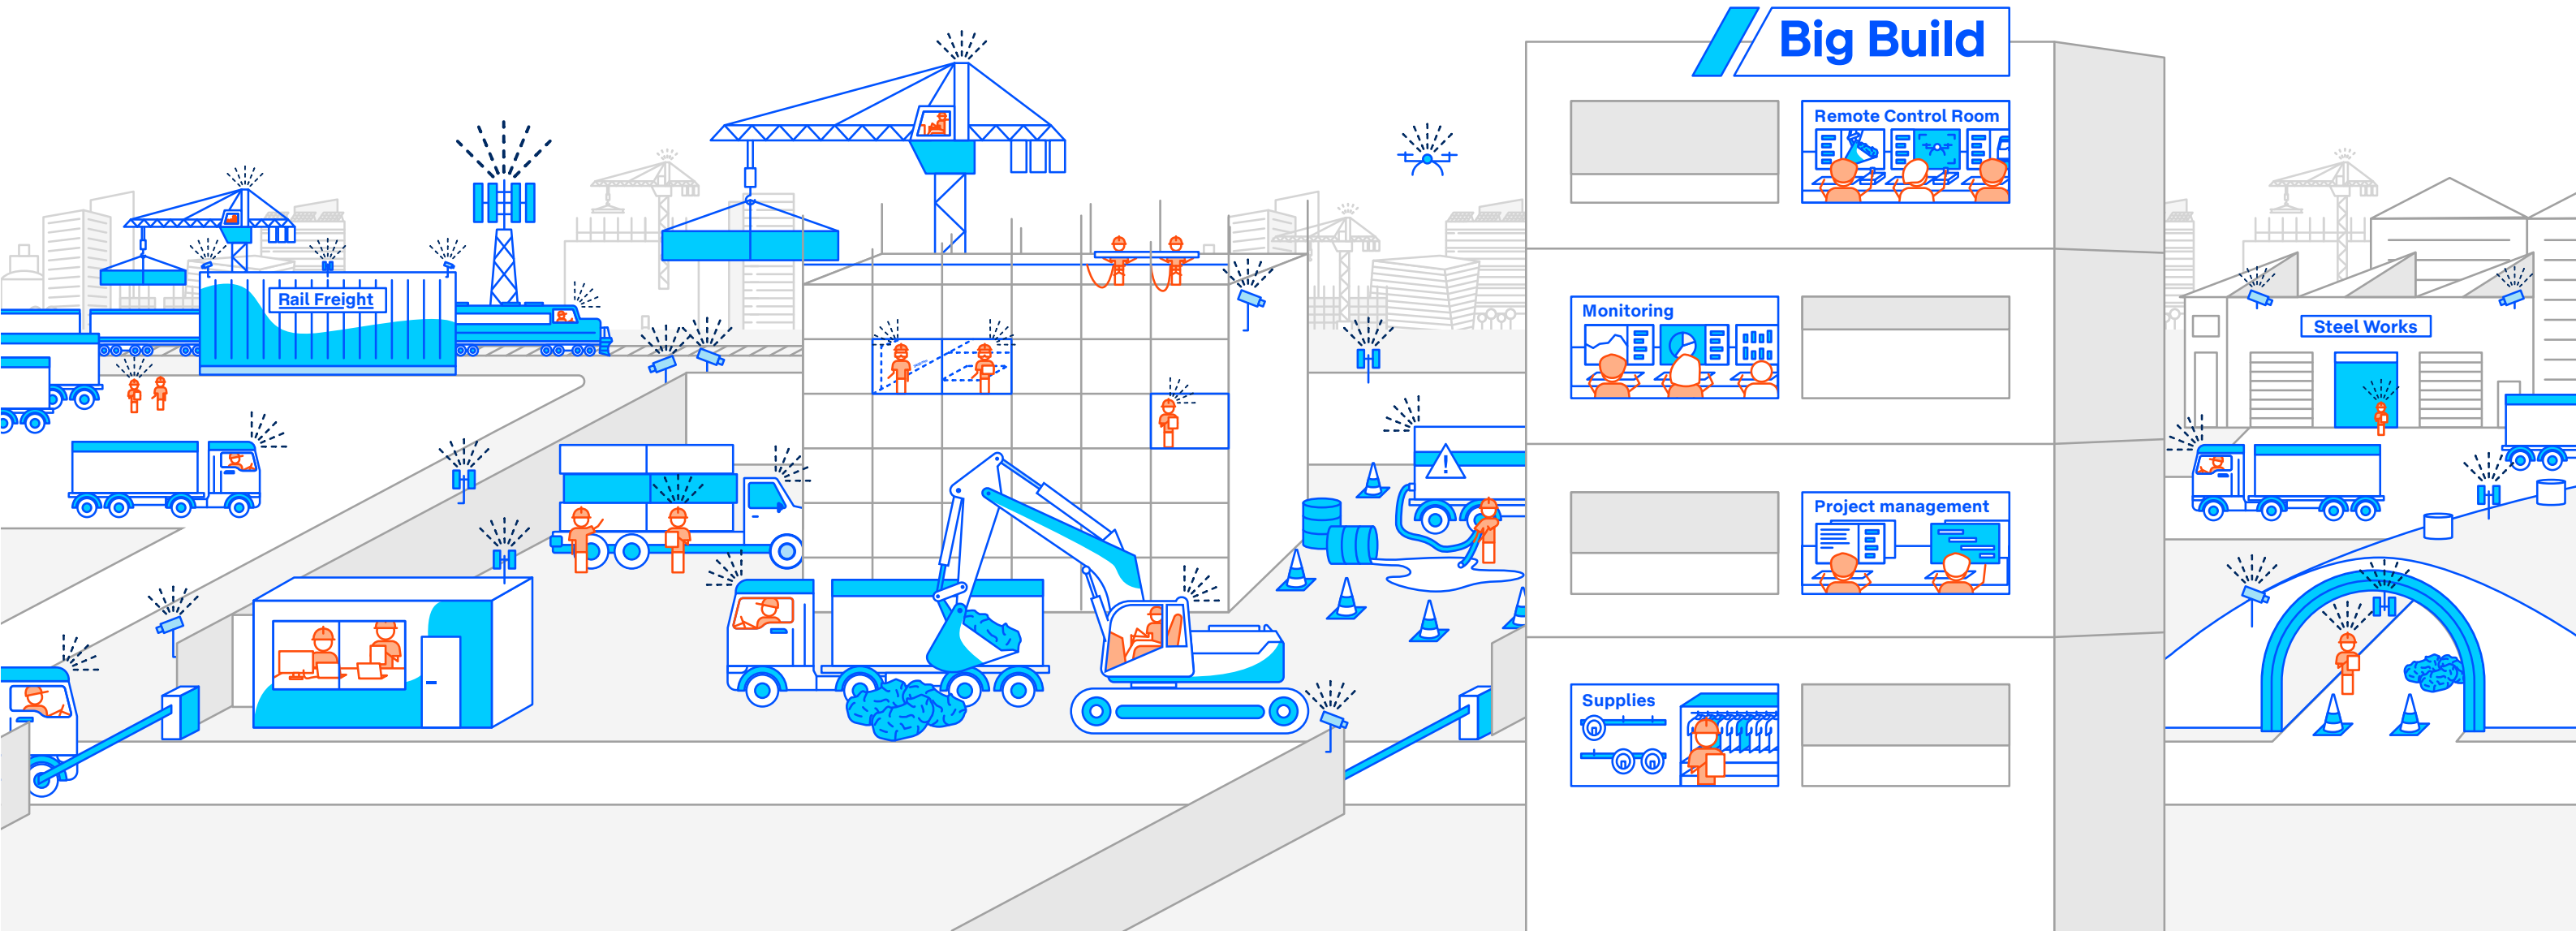 Big Build
Remote Control Room
Rail Freight
Monitoring
Steel Works
!
Project management
Supplies